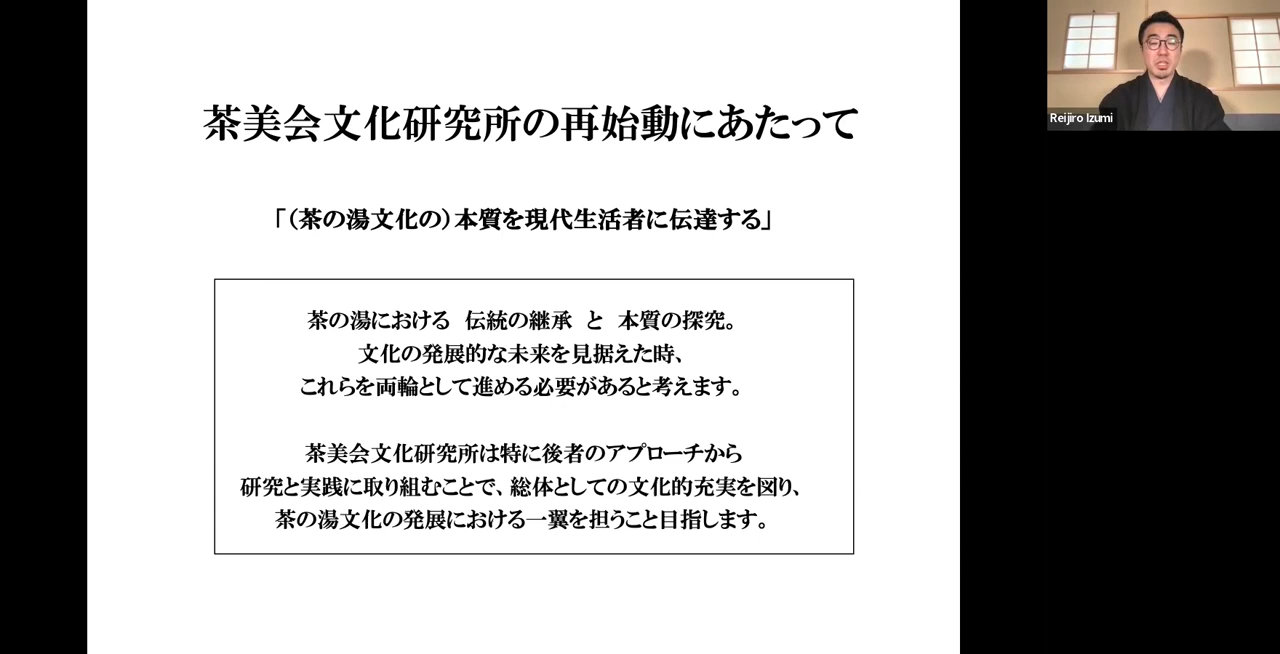 茶美会文化研究所の再始動にあたって
「（茶の湯文化の）本質を現代生活者に伝達する」
茶の湯における　伝統の継承　と　本質の探究。
文化の発展的な未来を見据えた時、
これらを両輪として進める必要があると考えます。
茶美会文化研究所は特に後者のアプローチから
研究と実践に取り組むことで、総体としての文化的充実を図り、
茶の湯文化の発展における一翼を担うこと目指します。
Reijiro Izumi